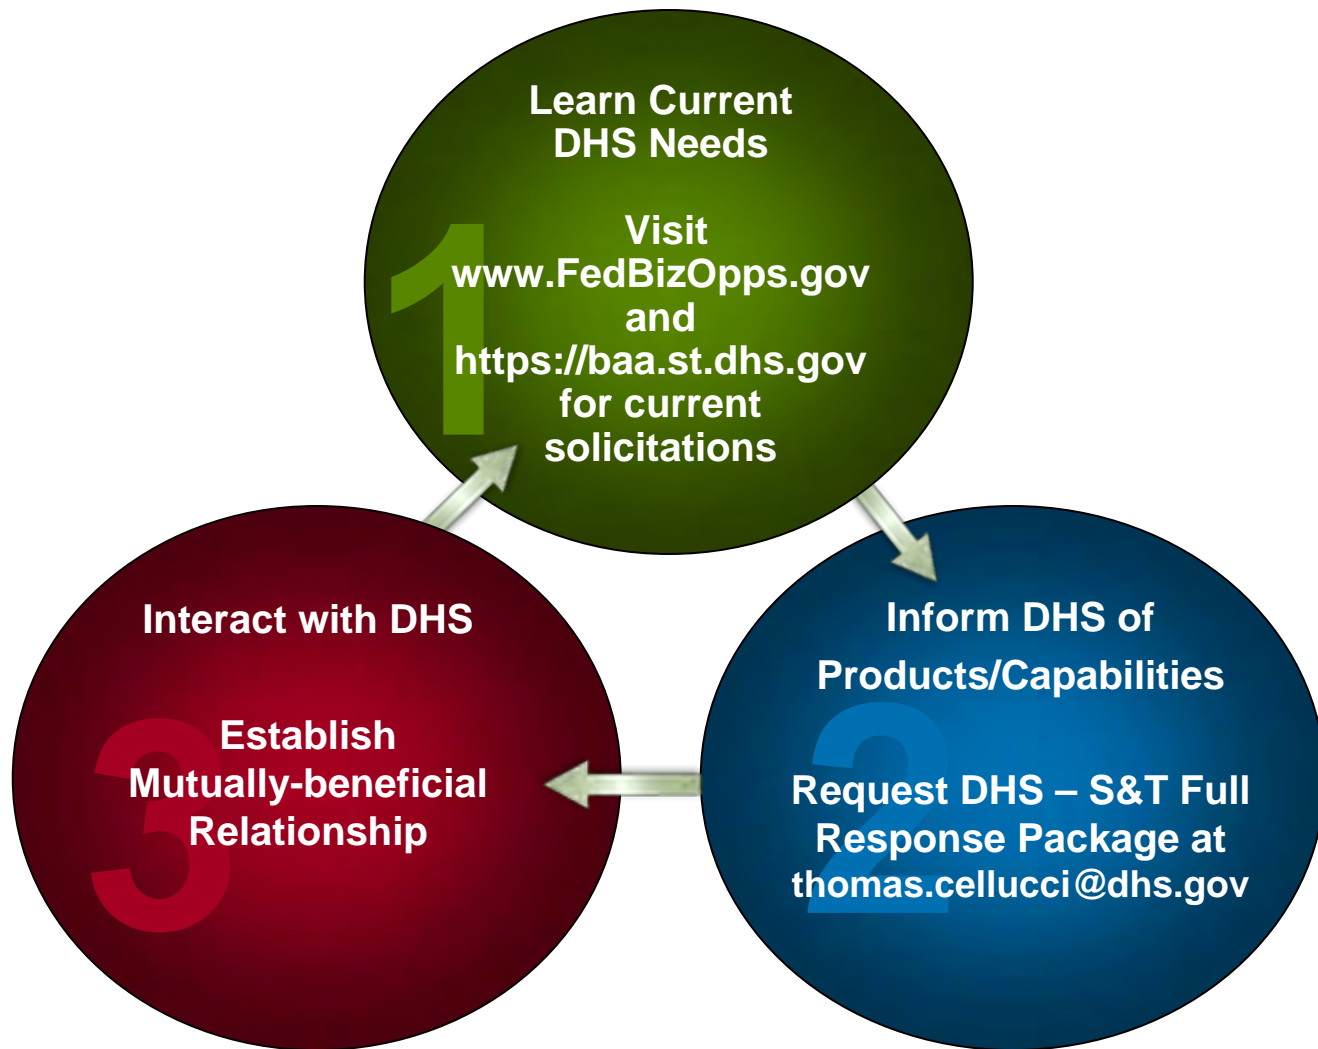 1
Learn Current
DHS Needs
Visit
www.FedBizOpps.gov
and
https://baa.st.dhs.gov
for current
solicitations
2
Inform DHS of
Products/Capabilities
Request DHS – S&T Full
Response Package at
thomas.cellucci@dhs.gov
3
Interact with DHS
Establish
Mutually-beneficial
Relationship